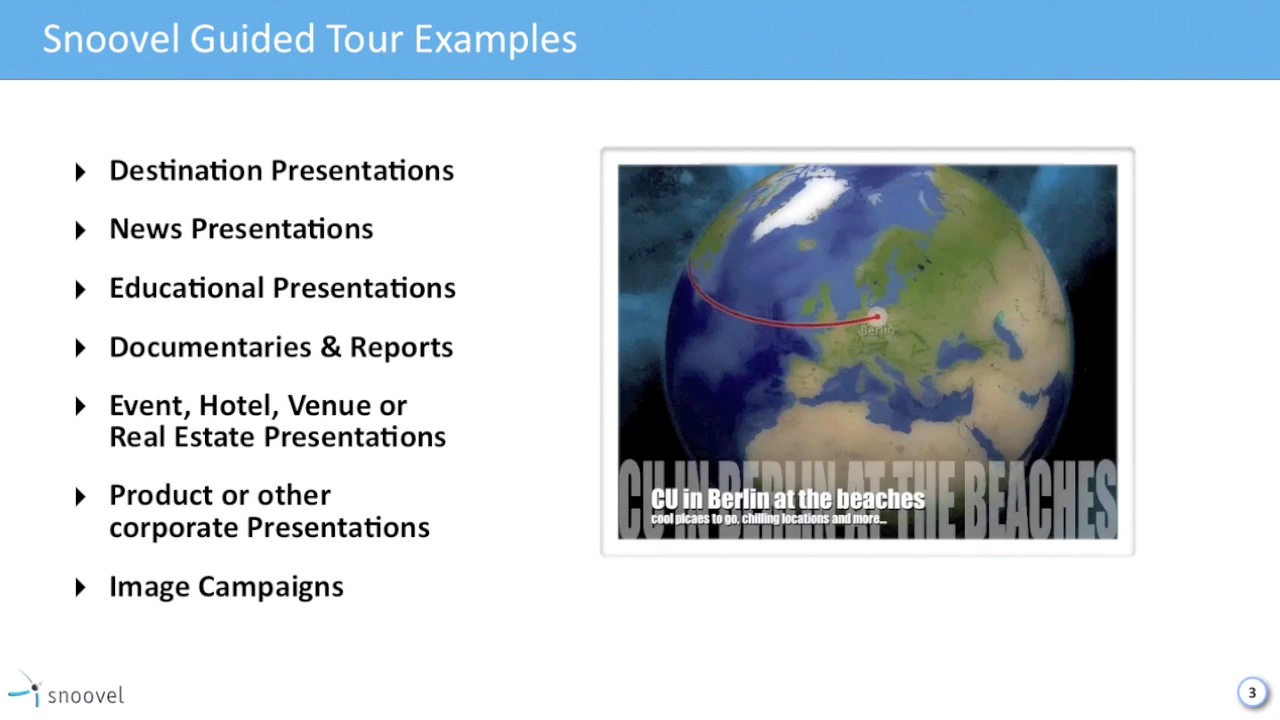 Snoovel Guided Tour Examples
Destination Presentations
News Presentations
Educational Presentations
Documentaries & Reports
Event, Hotel, Venue or
Real Estate Presentations
Product or other
corporate Presentations
Image Campaigns
Berlin
CU IN BERLIN AT THE BEACHES
CU in Berlin at the beaches
cool plcaes to go, chilling locations and more...
snoovel
3